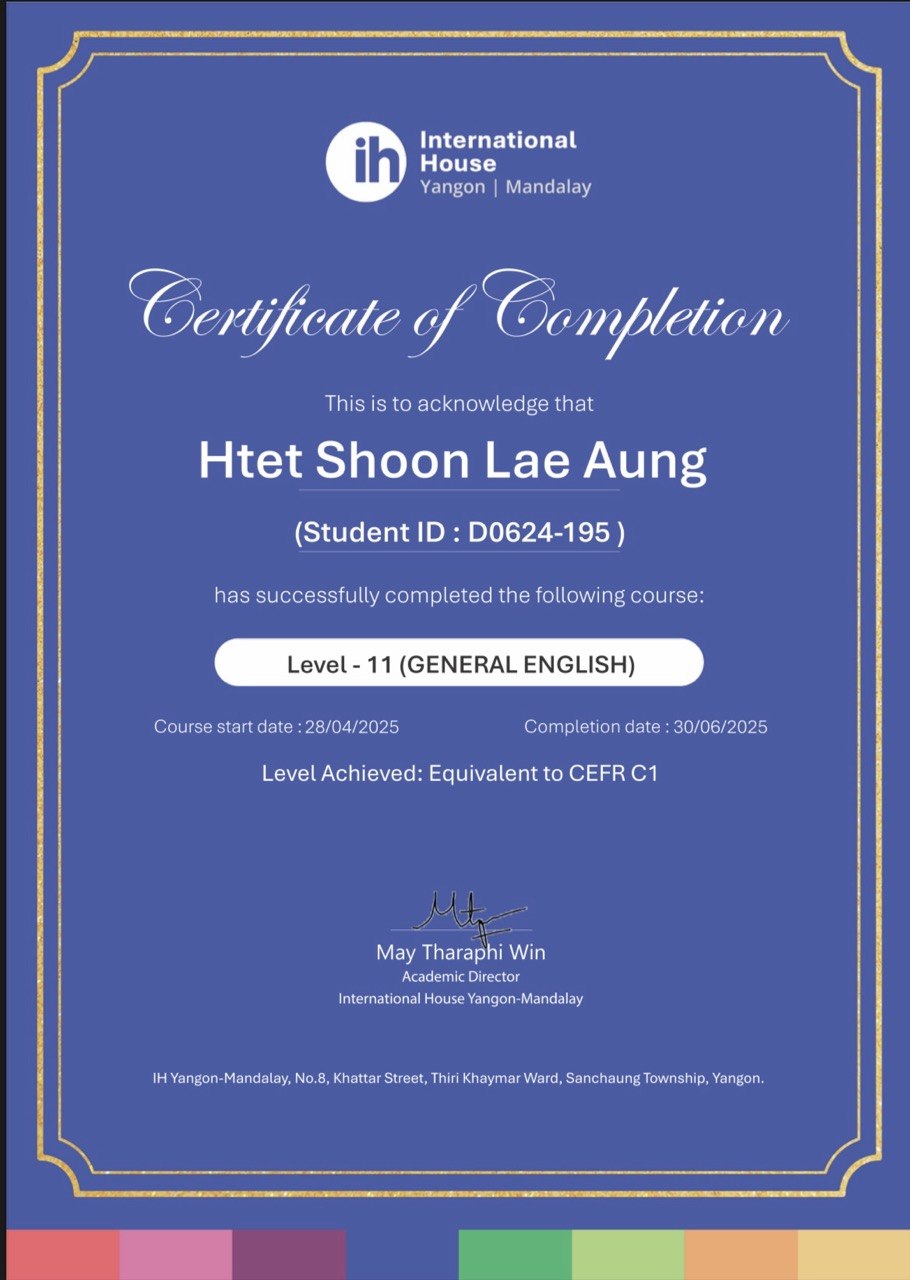 ih International
House
Yangon | Mandalay
Certificate of Completion
This is to acknowledge that
Htet Shoon Lae Aung
(Student ID : D0624-195 )
has successfully completed the following course:
Level - 11 (GENERAL ENGLISH)
Course start date : 28/04/2025 Completion date : 30/06/2025
Level Achieved: Equivalent to CEFR C1
May Tharaphi Win
Academic Director
International House Yangon-Mandalay
IH Yangon-Mandalay, No.8, Khattar Street, Thiri Khaymar Ward, Sanchaung Township, Yangon.